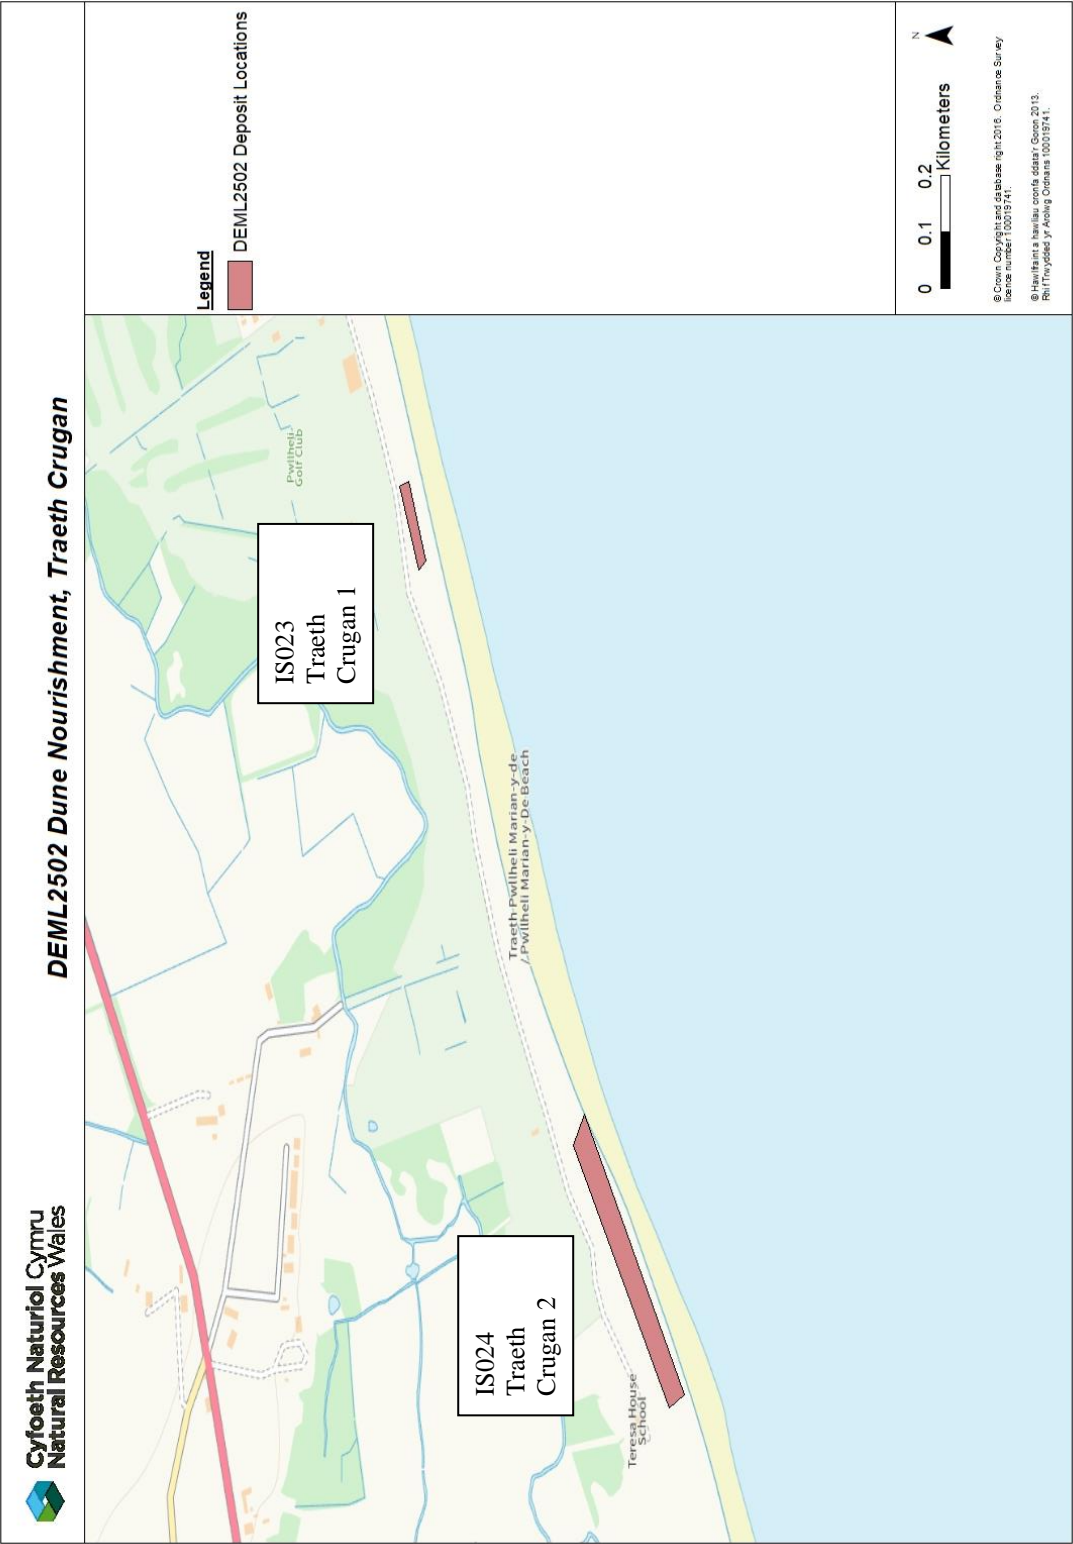 Cyfoeth Naturiol Cymru
Natural Resources Wales
DEML2502 Dune Nourishment, Traeth Crugan
Legend
DEML2502 Deposit Locations
Pwllheli
Golf Club
IS023
Traeth
Crugan 1
Traeth Pwllheli Marian-y-de
/ Pwllheli Marian-y-De Beach
IS024
Traeth
Crugan 2
Teresa House
School
N
0 0.1 0.2
Kilometers
© Crown Copyright and database right 2016. Ordnance Survey
licence number 100019741.
© Hawlfraint a hawliau cronfa ddata'r Goron 2013.
Rhif Trwydded yr Arolwg Ordnans 100019741.